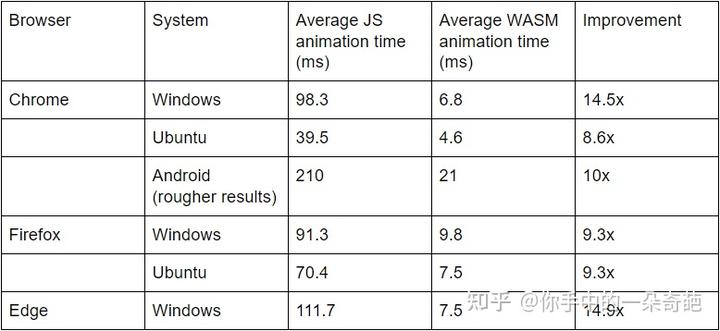 Browser System Average JS Average WASM Improvement
animation time animation time
(ms) (ms)
Chrome Windows 98.3 6.8 14.5x
Ubuntu 39.5 4.6 8.6x
Android 210 21 10x
(rougher results)
Firefox Windows 91.3 9.8 9.3x
Ubuntu 70.4 7.5 9.3x
Edge Windows 111.7 7.5 14.9x
知乎 @你手中的一朵奇葩